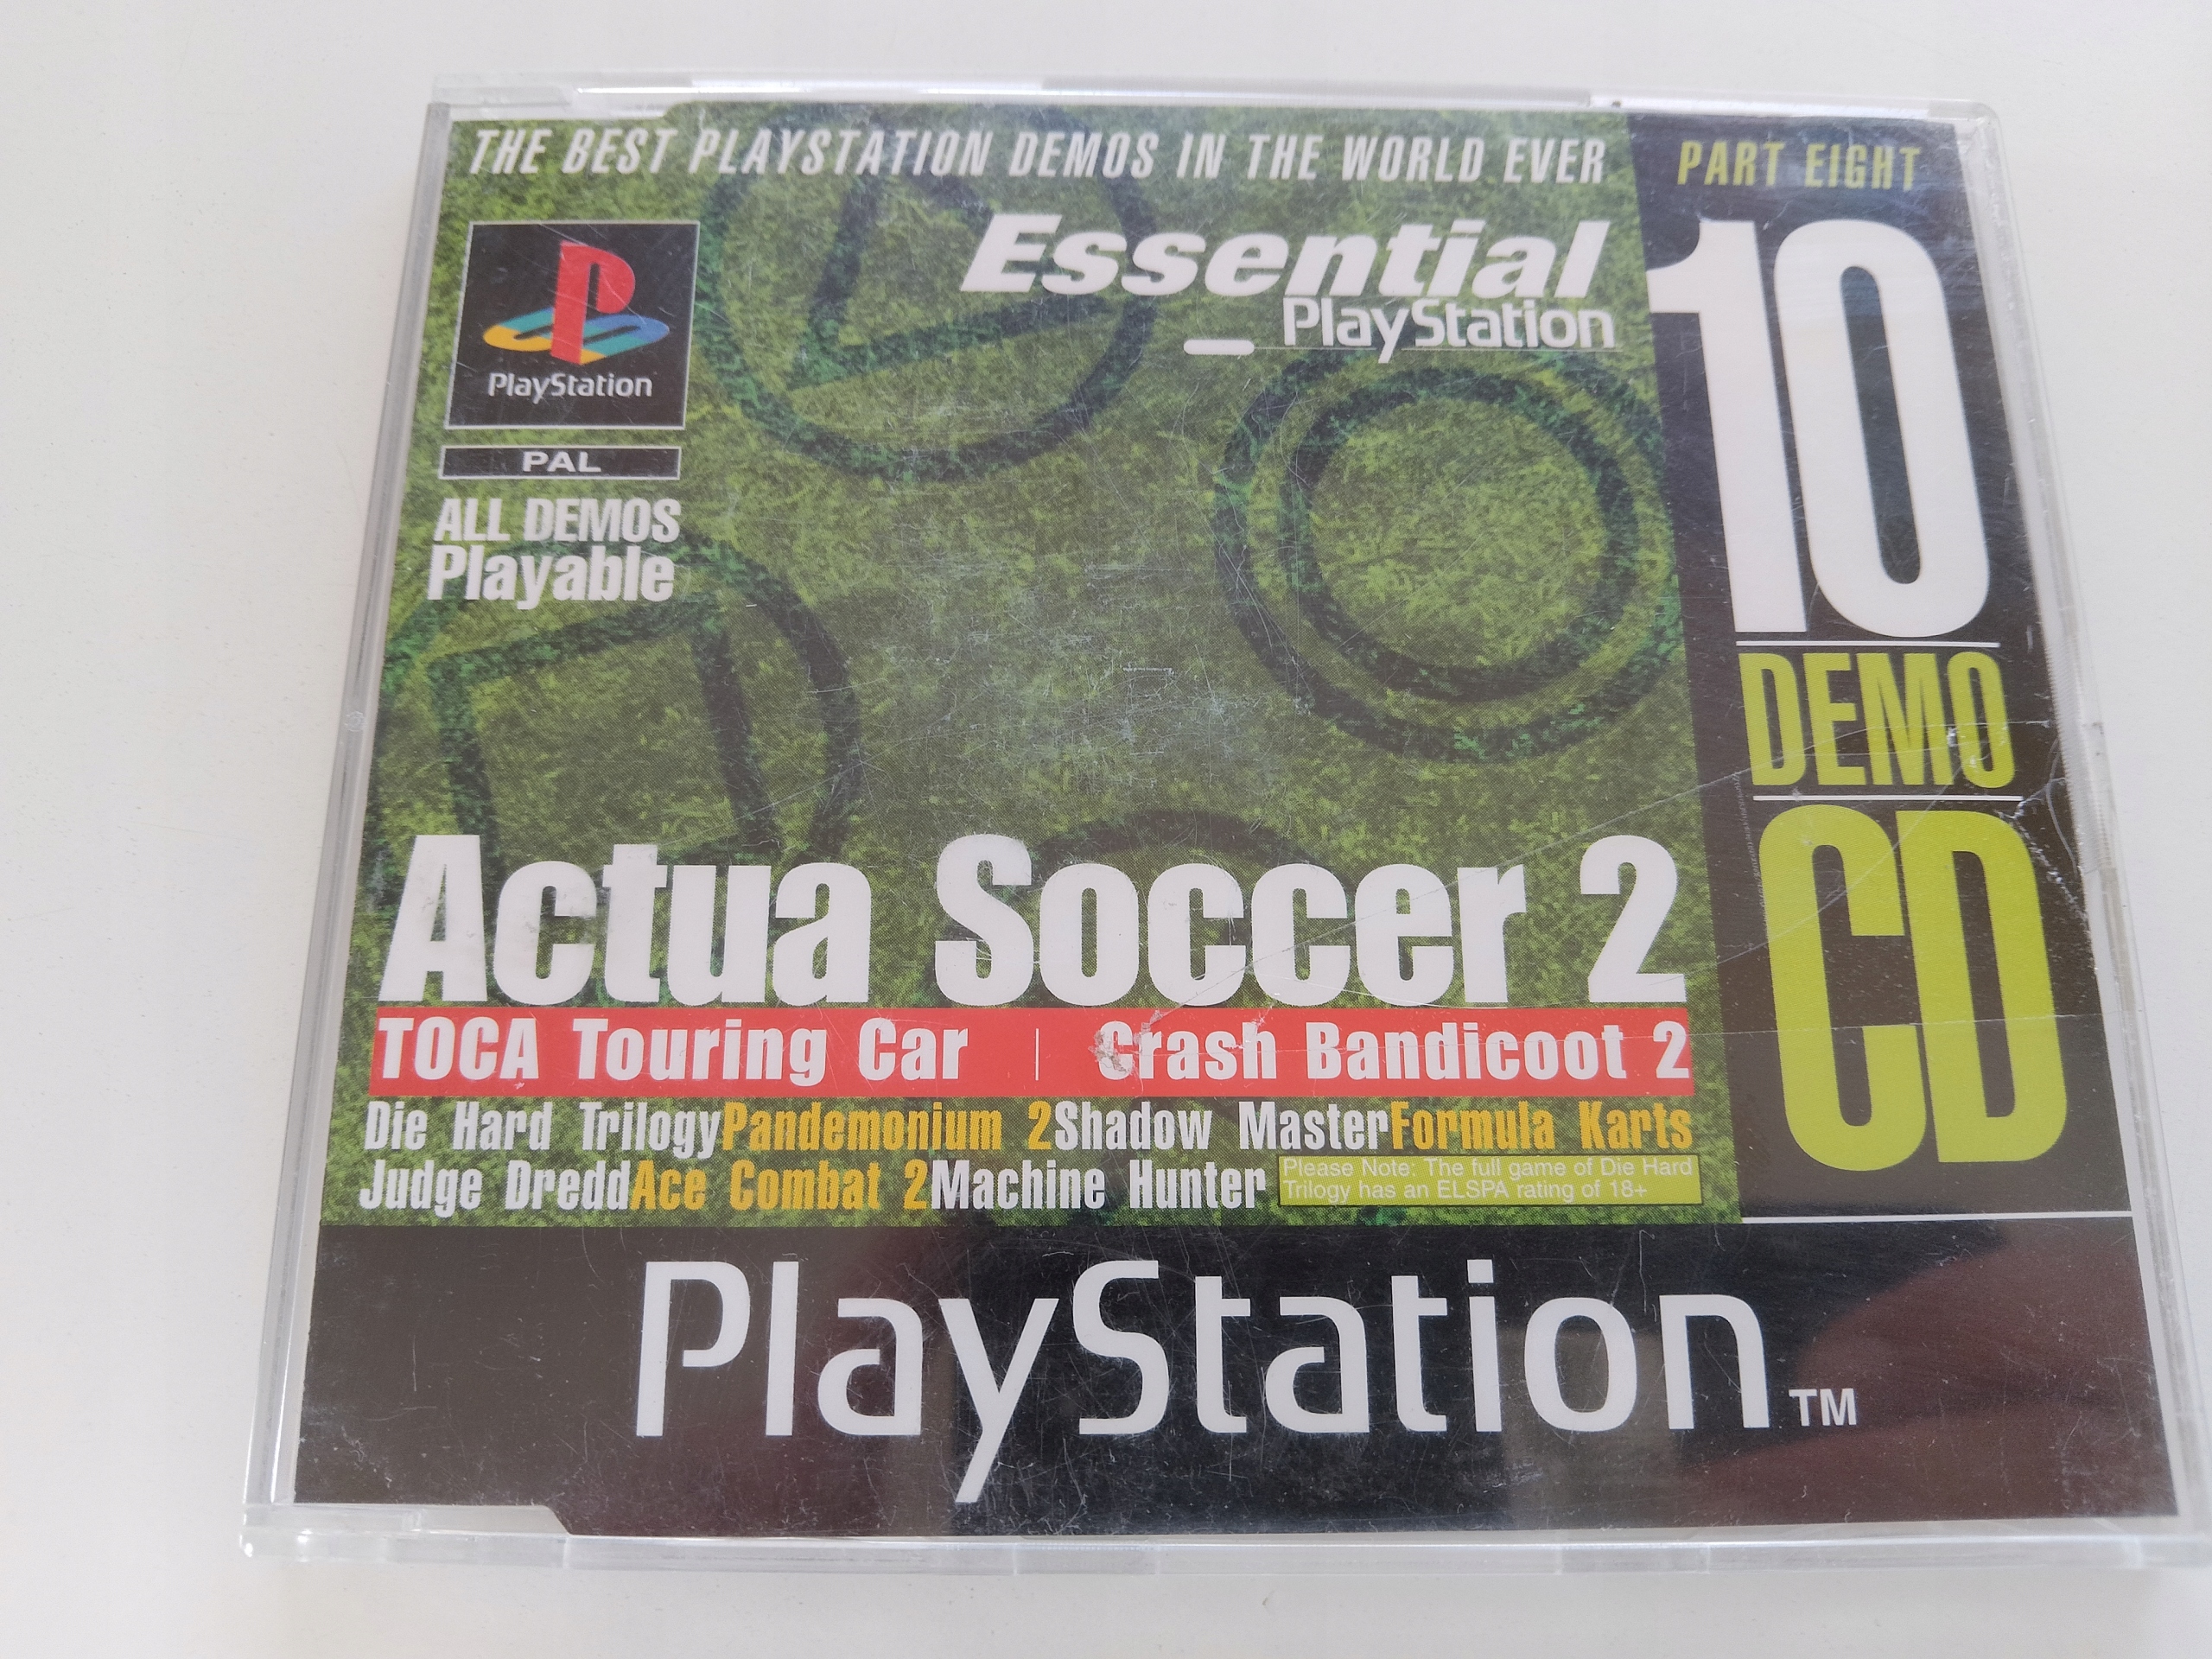 THE BEST PLAYSTATION DEMOS IN THE WORLD EVER
PART EIGHT
Essential
PlayStation
PlayStation
PAL
ALL DEMOS
Playable
10
DEMO
CD
Actua Soccer 2
TOCA Touring Car | Crash Bandicoot 2
Die Hard Trilogy Pandemonium 2 Shadow Master Formula Karts
Judge Dredd Ace Combat 2 Machine Hunter
Please Note: The full game of Die Hard
Trilogy has an ELSPA rating of 18+
PlayStation TM